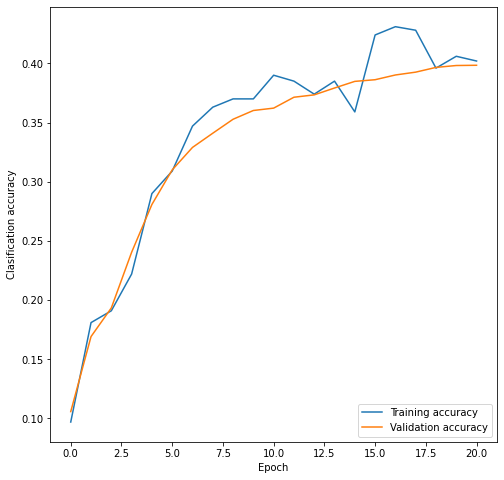 0.40
0.35
0.30
0.25
0.20
0.15
0.10
Clasification accuracy
Training accuracy
Validation accuracy
0.0 2.5 5.0 7.5 10.0 12.5 15.0 17.5 20.0
Epoch